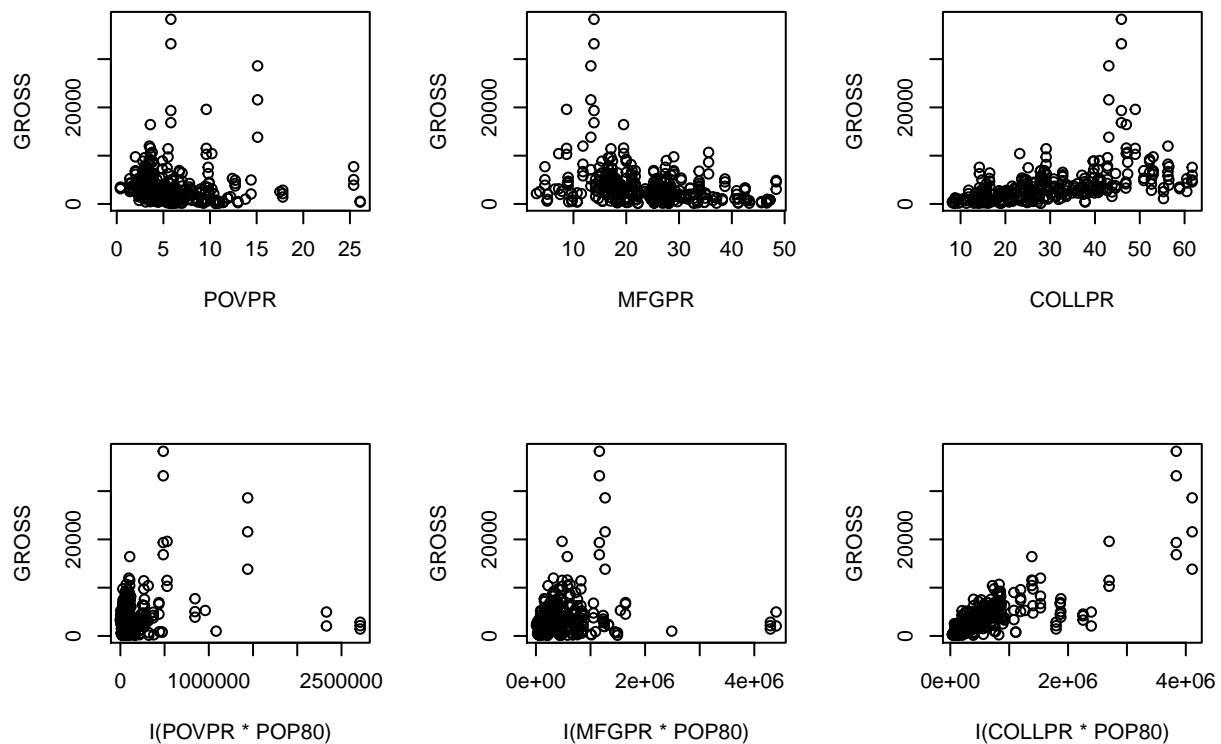 GROSS
0 20000
0 5 10 15 20 25
POVPR
GROSS
0 20000
10 20 30 40 50
MFGPR
GROSS
0 20000
10 20 30 40 50 60
COLLPR
GROSS
0 20000
0 1000000 2500000
I(POVPR * POP80)
GROSS
0 20000
0e+00 2e+06 4e+06
I(MFGPR * POP80)
GROSS
0 20000
0e+00 2e+06 4e+06
I(COLLPR * POP80)